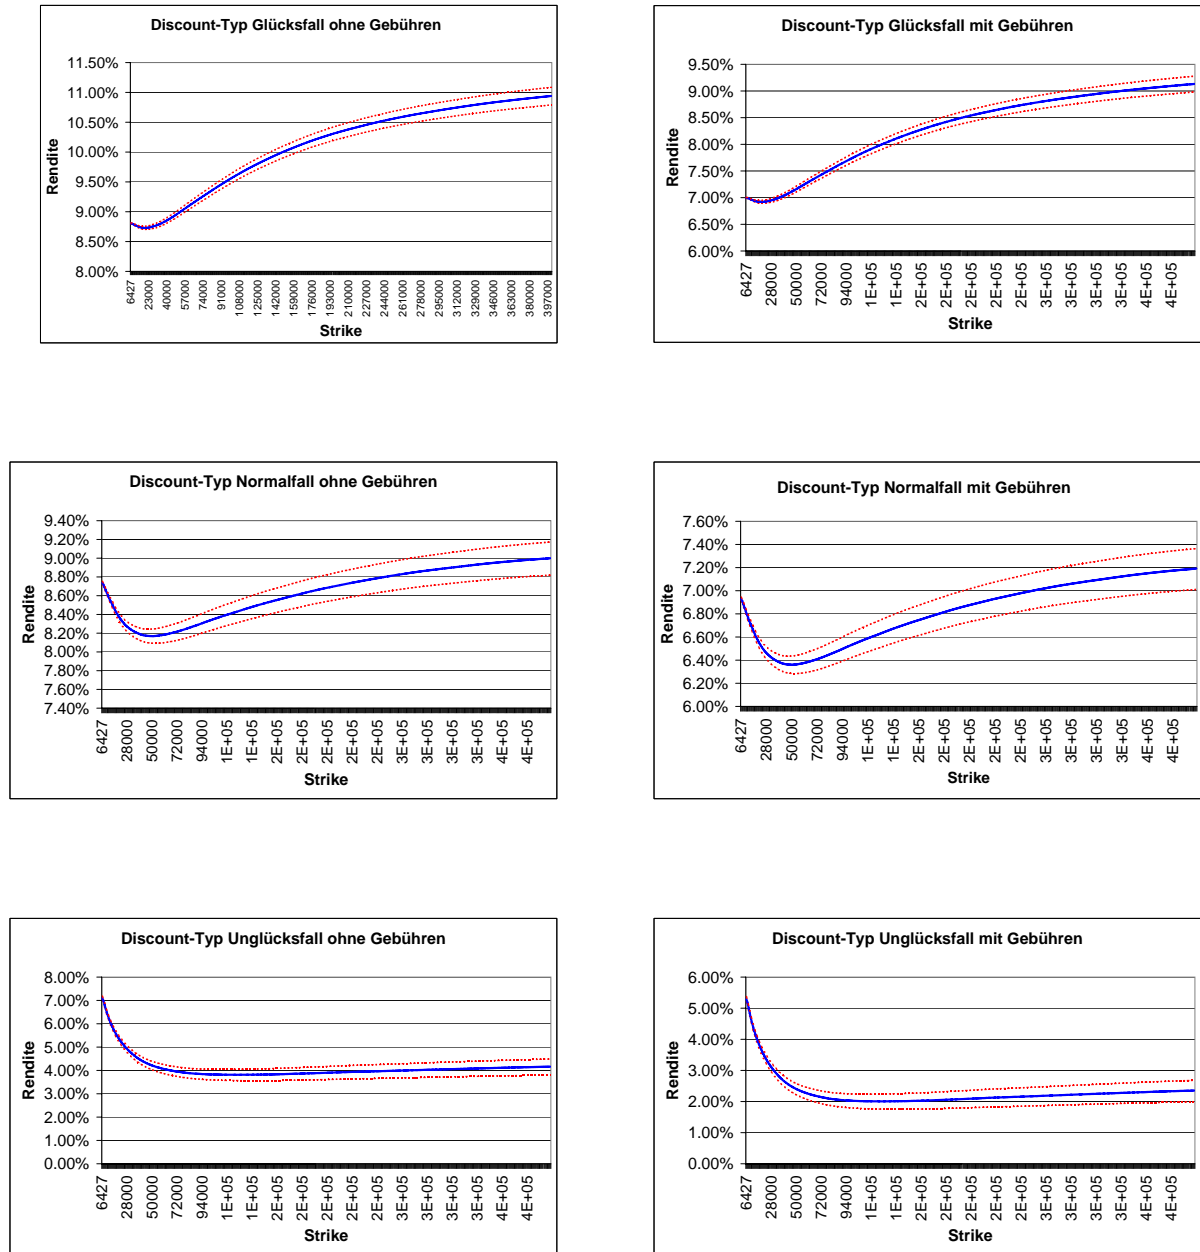 Discount-Typ Glücksfall ohne Gebühren
11.50%
11.00%
10.50%
10.00%
9.50%
9.00%
8.50%
8.00%
Rendite
6427
23000
40000
57000
74000
91000
108000
125000
142000
159000
176000
193000
210000
227000
244000
261000
278000
295000
312000
329000
346000
363000
380000
397000
Strike
Discount-Typ Glücksfall mit Gebühren
9.50%
9.00%
8.50%
8.00%
7.50%
7.00%
6.50%
6.00%
Rendite
6427
28000
50000
72000
94000
1E+05
1E+05
2E+05
2E+05
2E+05
2E+05
2E+05
3E+05
3E+05
3E+05
3E+05
4E+05
4E+05
Strike
Discount-Typ Normalfall ohne Gebühren
9.40%
9.20%
9.00%
8.80%
8.60%
8.40%
8.20%
8.00%
7.80%
7.60%
7.40%
Rendite
6427
28000
50000
72000
94000
1E+05
1E+05
2E+05
2E+05
2E+05
2E+05
2E+05
3E+05
3E+05
3E+05
3E+05
4E+05
4E+05
Strike
Discount-Typ Normalfall mit Gebühren
7.60%
7.40%
7.20%
7.00%
6.80%
6.60%
6.40%
6.20%
6.00%
Rendite
6427
28000
50000
72000
94000
1E+05
1E+05
2E+05
2E+05
2E+05
2E+05
2E+05
3E+05
3E+05
3E+05
3E+05
4E+05
4E+05
Strike
Discount-Typ Unglücksfall ohne Gebühren
8.00%
7.00%
6.00%
5.00%
4.00%
3.00%
2.00%
1.00%
0.00%
Rendite
6427
28000
50000
72000
94000
1E+05
1E+05
2E+05
2E+05
2E+05
2E+05
2E+05
3E+05
3E+05
3E+05
3E+05
4E+05
4E+05
Strike
Discount-Typ Unglücksfall mit Gebühren
6.00%
5.00%
4.00%
3.00%
2.00%
1.00%
0.00%
Rendite
6427
28000
50000
72000
94000
1E+05
1E+05
2E+05
2E+05
2E+05
2E+05
2E+05
3E+05
3E+05
3E+05
3E+05
4E+05
4E+05
Strike